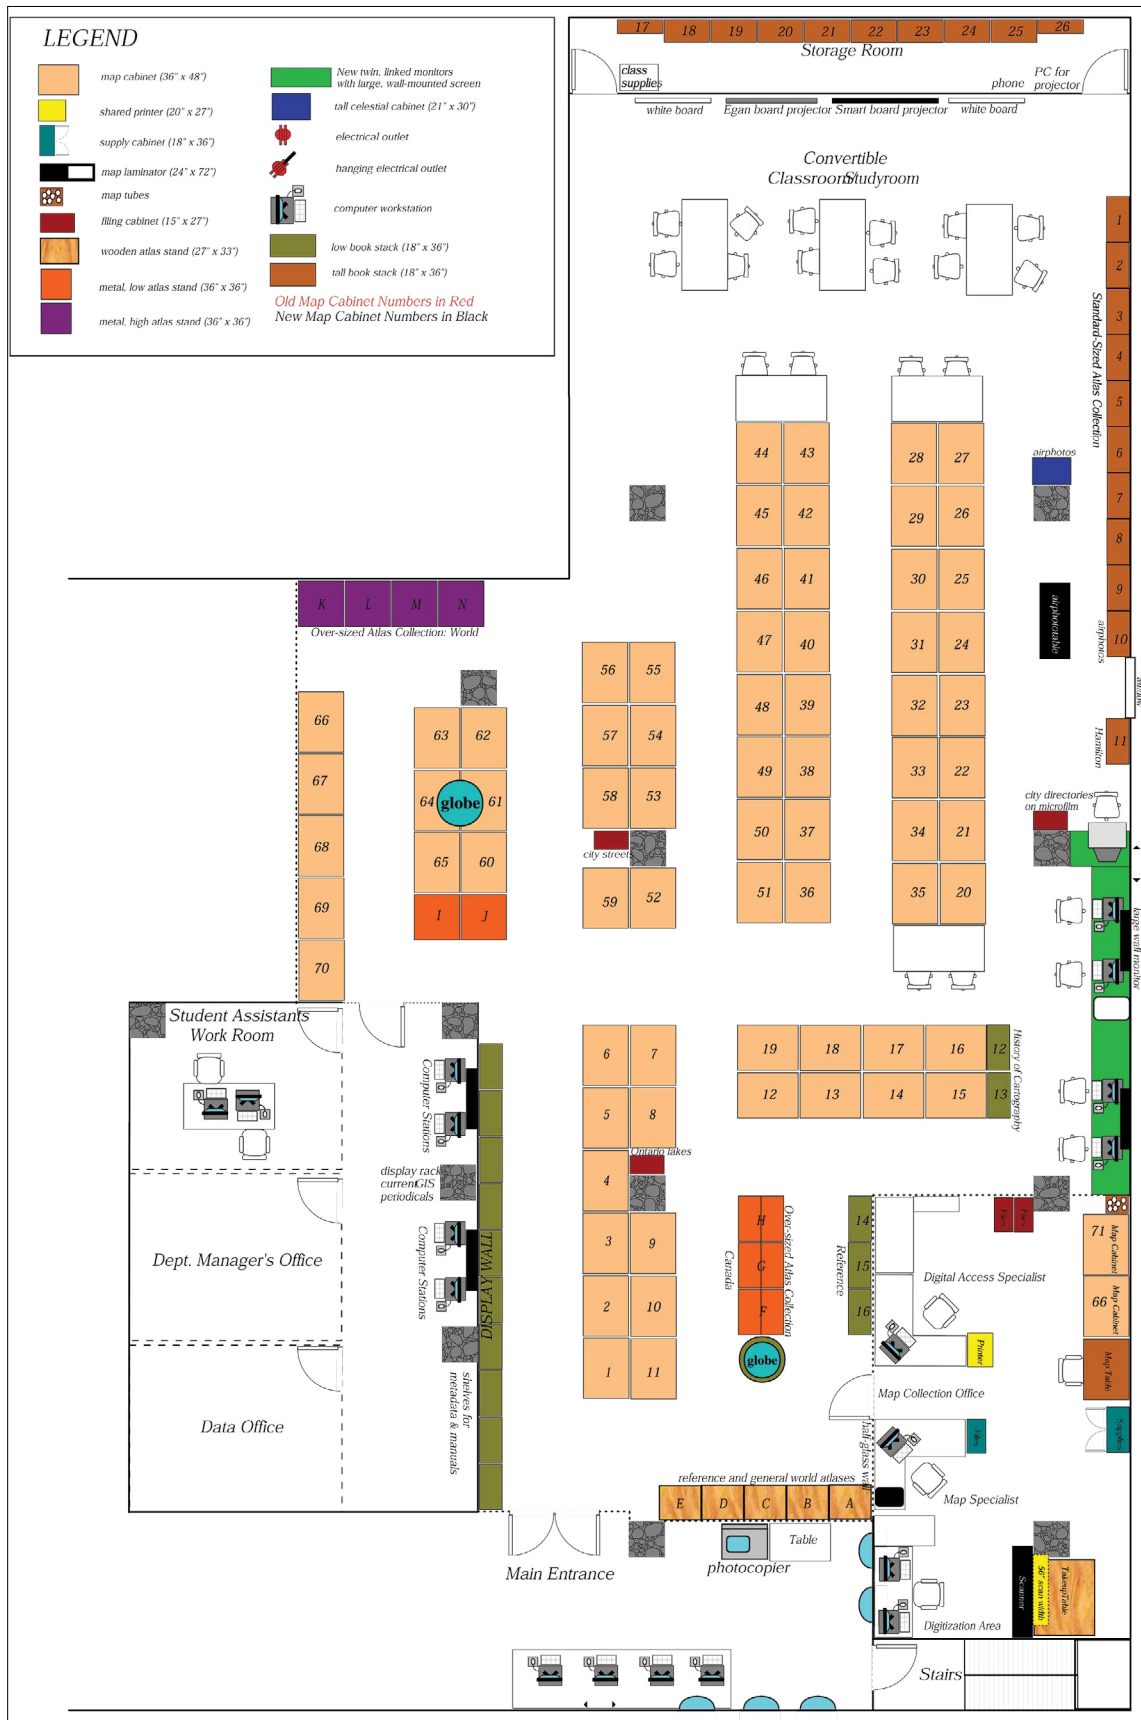 LEGEND
map cabinet (36" x 48")
shared printer (20" x 27")
supply cabinet (18" x 36")
map laminator (24" x 72")
map tubes
filing cabinet (15" x 27")
wooden atlas stand (27" x 33")
metal, low atlas stand (36" x 36")
metal, high atlas stand (36" x 36")
New twin, linked monitors
with large, wall-mounted screen
tall celestial cabinet (21" x 30")
electrical outlet
hanging electrical outlet
computer workstation
low book stack (18" x 36")
tall book stack (18" x 36")
Old Map Cabinet Numbers in Red
New Map Cabinet Numbers in Black
17 18 19 20 21 22 23 24 25 26
Storage Room
class
supplies
phone
PC for
projector
white board
Egan board projector
Smart board projector
white board
Convertible
Classroom/Studyroom
1
2
3
4
5
6
7
8
9
10
11
Standard-Sized Atlas Collection
airphotos
airphototable
airphotos
window
Hamilton
44 43
45 42
46 41
47 40
48 39
49 38
50 37
51 36
28 27
29 26
30 25
31 24
32 23
33 22
34 21
35 20
K L M N
Over-sized Atlas Collection: World
66
67
68
69
70
63 62
64 globe 61
65 60
I J
56 55
57 54
58 53
city streets
59 52
city directories
on microfilm
large wall monitor
Student Assistants
Work Room
Computer Stations
display rack
current GIS
periodicals
Computer Stations
DISPLAY WALL
shelves for
metadata & manuals
Dept. Manager's Office
Data Office
6 7
5 8
Ontario lakes
4
3 9
2 10
1 11
19 18 17 16 12
12 13 14 15 13
History of Cartography
H
G
F
Over-sized Atlas Collection
Canada
globe
14
15
16
Reference
Files Files
Digital Access Specialist
71 Map Cabinet
66 Map Cabinet
Map Table
Printer
Map Collection Office
half-glass wall
Files
Supplies
Map Specialist
reference and general world atlases
E D C B A
photocopier
Table
Main Entrance
Scanner
56" scan width
TakeupTable
Digitization Area
Stairs